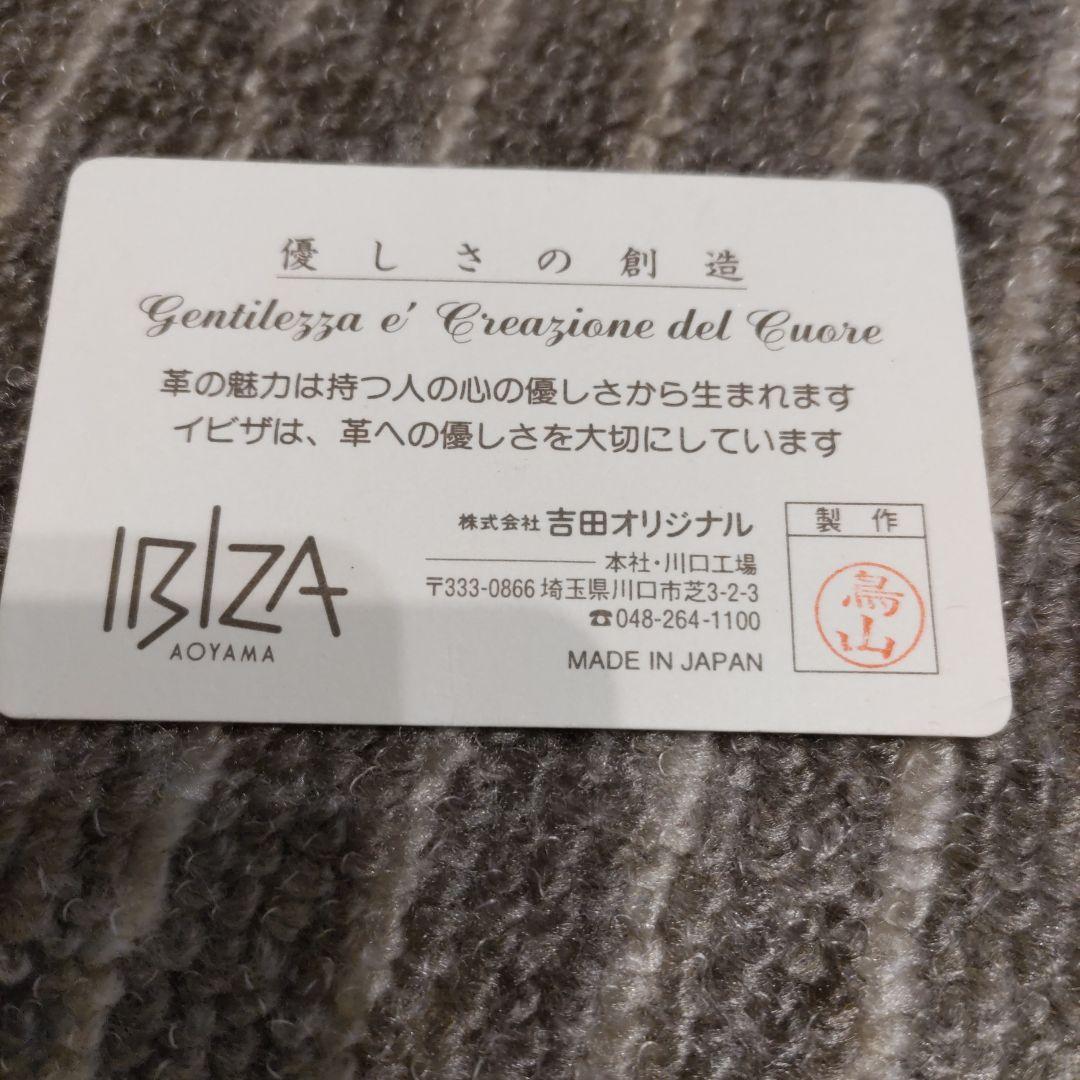 優しさの創造
Gentilezza e' Creazione del Cuore
革の魅力は持つ人の心の優しさから生まれます
イビザは、革への優しさを大切にしています
IBIZA
AOYAMA
株式会社 吉田オリジナル
本社・川口工場
〒333-0866 埼玉県川口市芝3-2-3
☎048-264-1100
MADE IN JAPAN
製作
鳥山